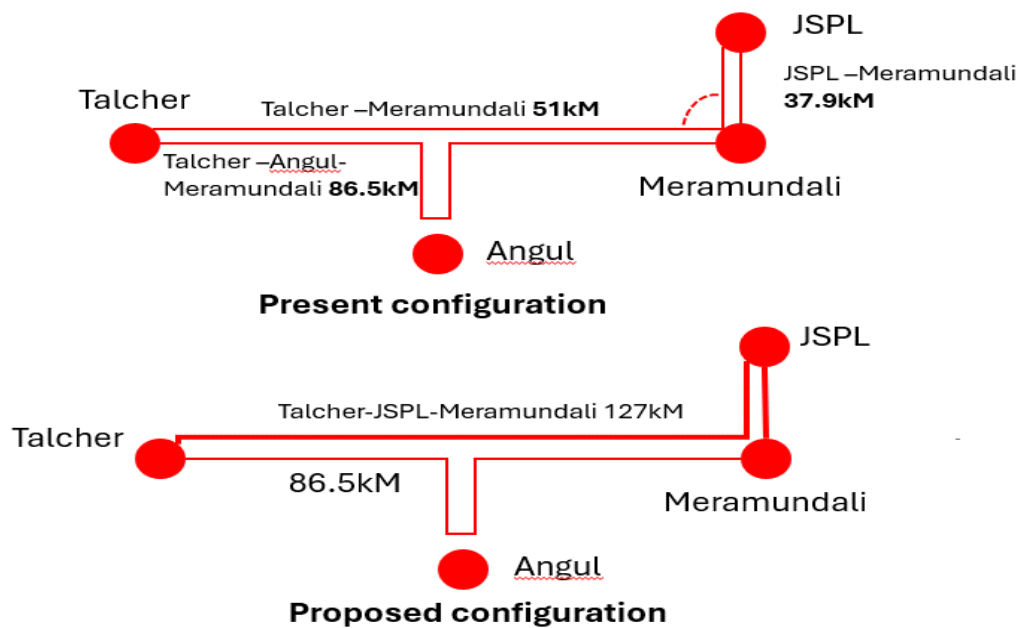 JSPL
JSPL –Meramundali
37.9kM
Talcher
Talcher –Meramundali 51kM
Talcher –Angul-
Meramundali 86.5kM
Meramundali
Angul
Present configuration
JSPL
Talcher-JSPL-Meramundali 127kM
Talcher
86.5kM
Meramundali
Angul
Proposed configuration